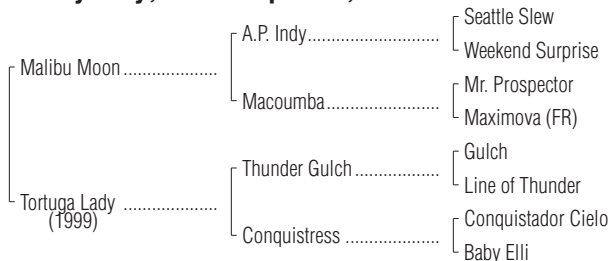 Seattle Slew
A.P. Indy
Weekend Surprise
Malibu Moon
Mr. Prospector
Macoumba
Maximova (FR)
Gulch
Thunder Gulch
Line of Thunder
Tortuga Lady
(1999)
Conquistador Cielo
Conquistress
Baby Elli